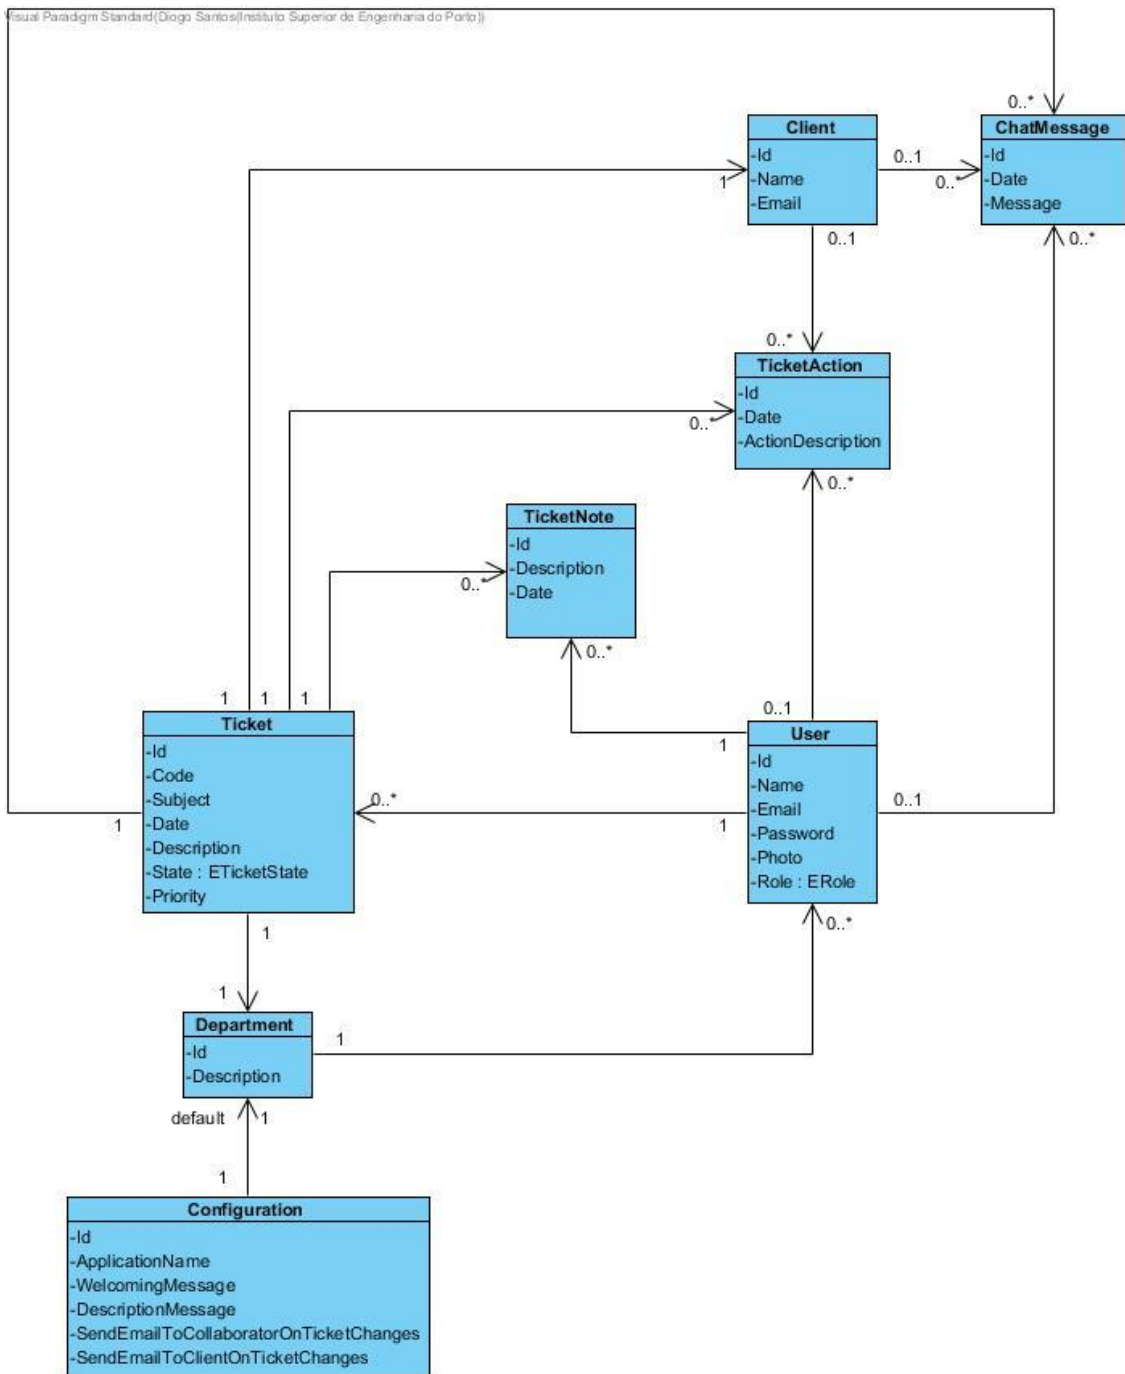 Visual Paradigm Standard(Diogo Santos(Instituto Superior de Engenharia do Porto))
0..*
Client
-Id
-Name
-Email
0..1
0..*
1
ChatMessage
-Id
-Date
-Message
0..1
0..*
0..*
TicketAction
-Id
-Date
-ActionDescription
0..*
0..*
TicketNote
-Id
-Description
-Date
0..*
0..*
1
1
1
0..1
1
Ticket
-Id
-Code
-Subject
-Date
-Description
-State : ETicketState
-Priority
0..*
1
1
User
-Id
-Name
-Email
-Password
-Photo
-Role : ERole
0..1
0..*
1
1
Department
-Id
-Description
1
default
1
1
Configuration
-Id
-ApplicationName
-WelcomingMessage
-DescriptionMessage
-SendEmailToCollaboratorOnTicketChanges
-SendEmailToClientOnTicketChanges